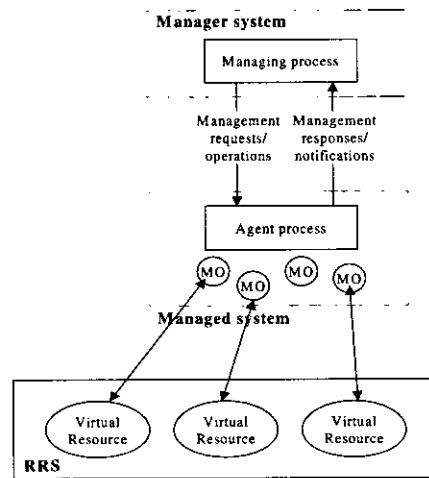 Manager system
Managing process
Management
requests/
operations
Management
responses/
notifications
Agent process
MO
MO
MO
MO
Managed system
Virtual
Resource
Virtual
Resource
Virtual
Resource
RRS